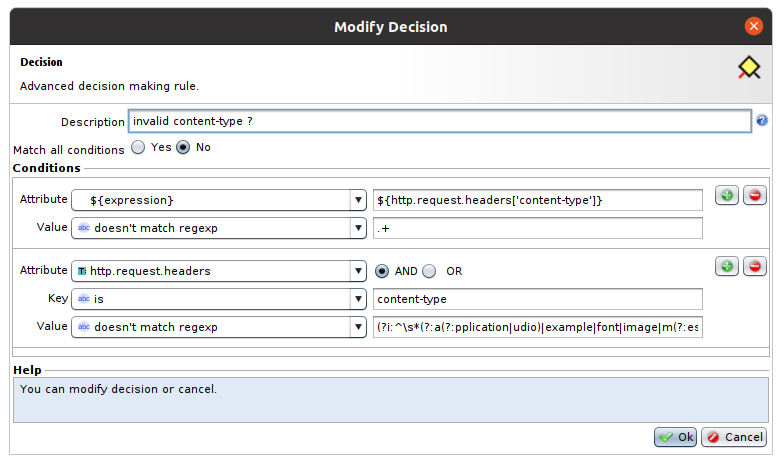 Modify Decision
Decision
Advanced decision making rule.
Description invalid content-type ?
Match all conditions Yes No
Conditions
Attribute ${expression} ${http.request.headers['content-type']}
Value abc doesn't match regexp .+
Attribute http.request.headers AND OR
Key abc is content-type
Value abc doesn't match regexp (?i:^\s*(?:a(?:pplication|udio)|example|font|image|m(?:es
Help
You can modify decision or cancel.
Ok Cancel